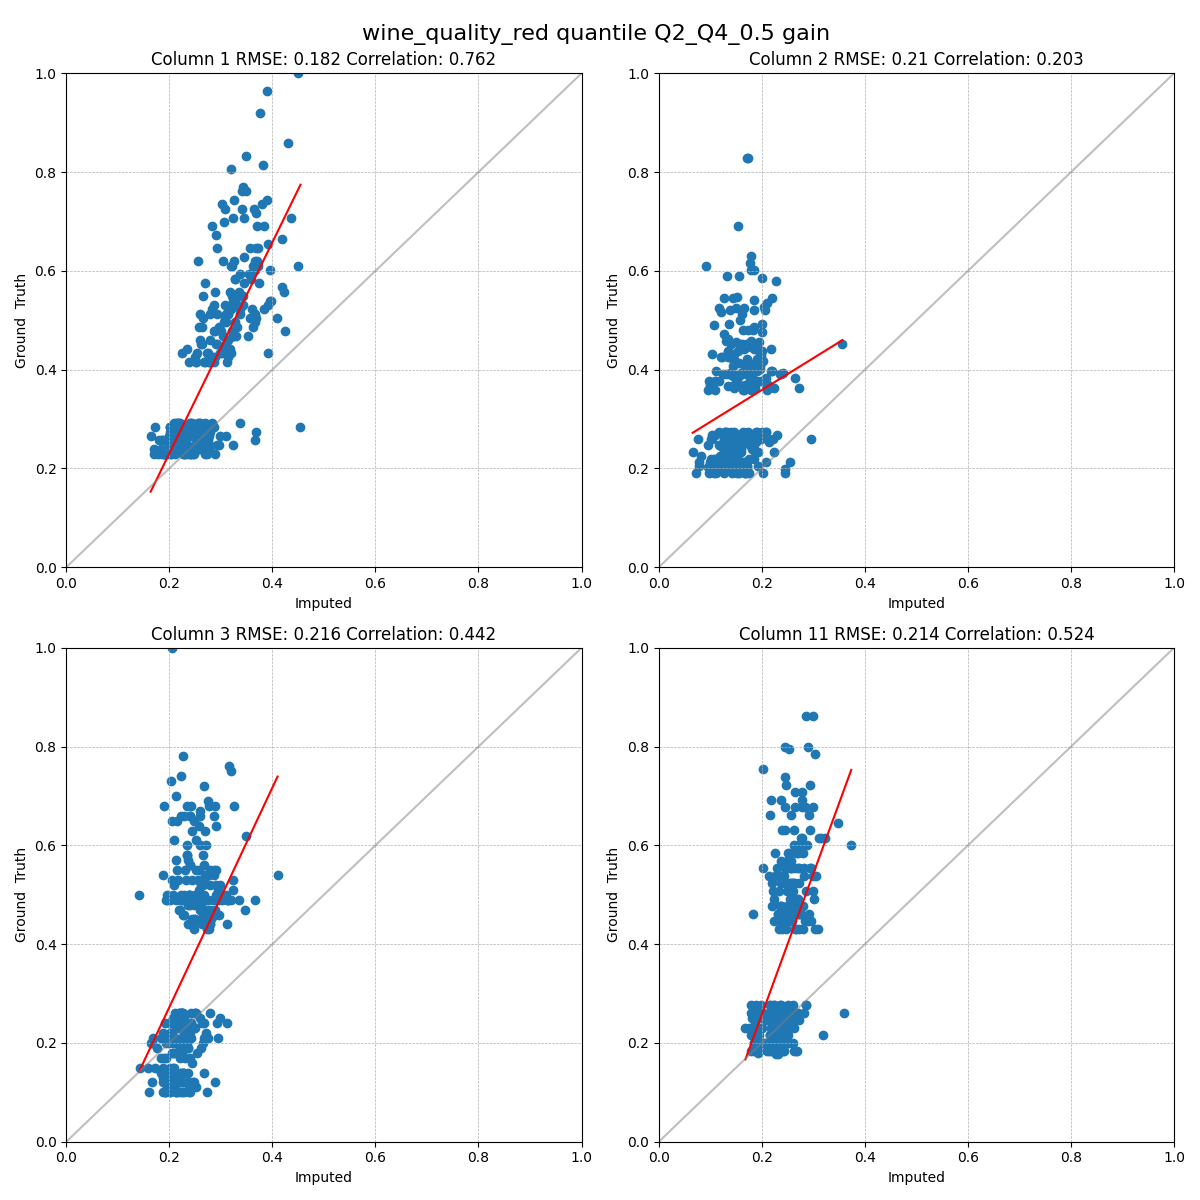 wine_quality_red quantile Q2_Q4_0.5 gain
Column 1 RMSE: 0.182 Correlation: 0.762
1.0
0.8
0.6
0.4
0.2
0.0
Ground Truth
0.0 0.2 0.4 0.6 0.8 1.0
Imputed
Column 2 RMSE: 0.21 Correlation: 0.203
1.0
0.8
0.6
0.4
0.2
0.0
Ground Truth
0.0 0.2 0.4 0.6 0.8 1.0
Imputed
Column 3 RMSE: 0.216 Correlation: 0.442
1.0
0.8
0.6
0.4
0.2
0.0
Ground Truth
0.0 0.2 0.4 0.6 0.8 1.0
Imputed
Column 11 RMSE: 0.214 Correlation: 0.524
1.0
0.8
0.6
0.4
0.2
0.0
Ground Truth
0.0 0.2 0.4 0.6 0.8 1.0
Imputed